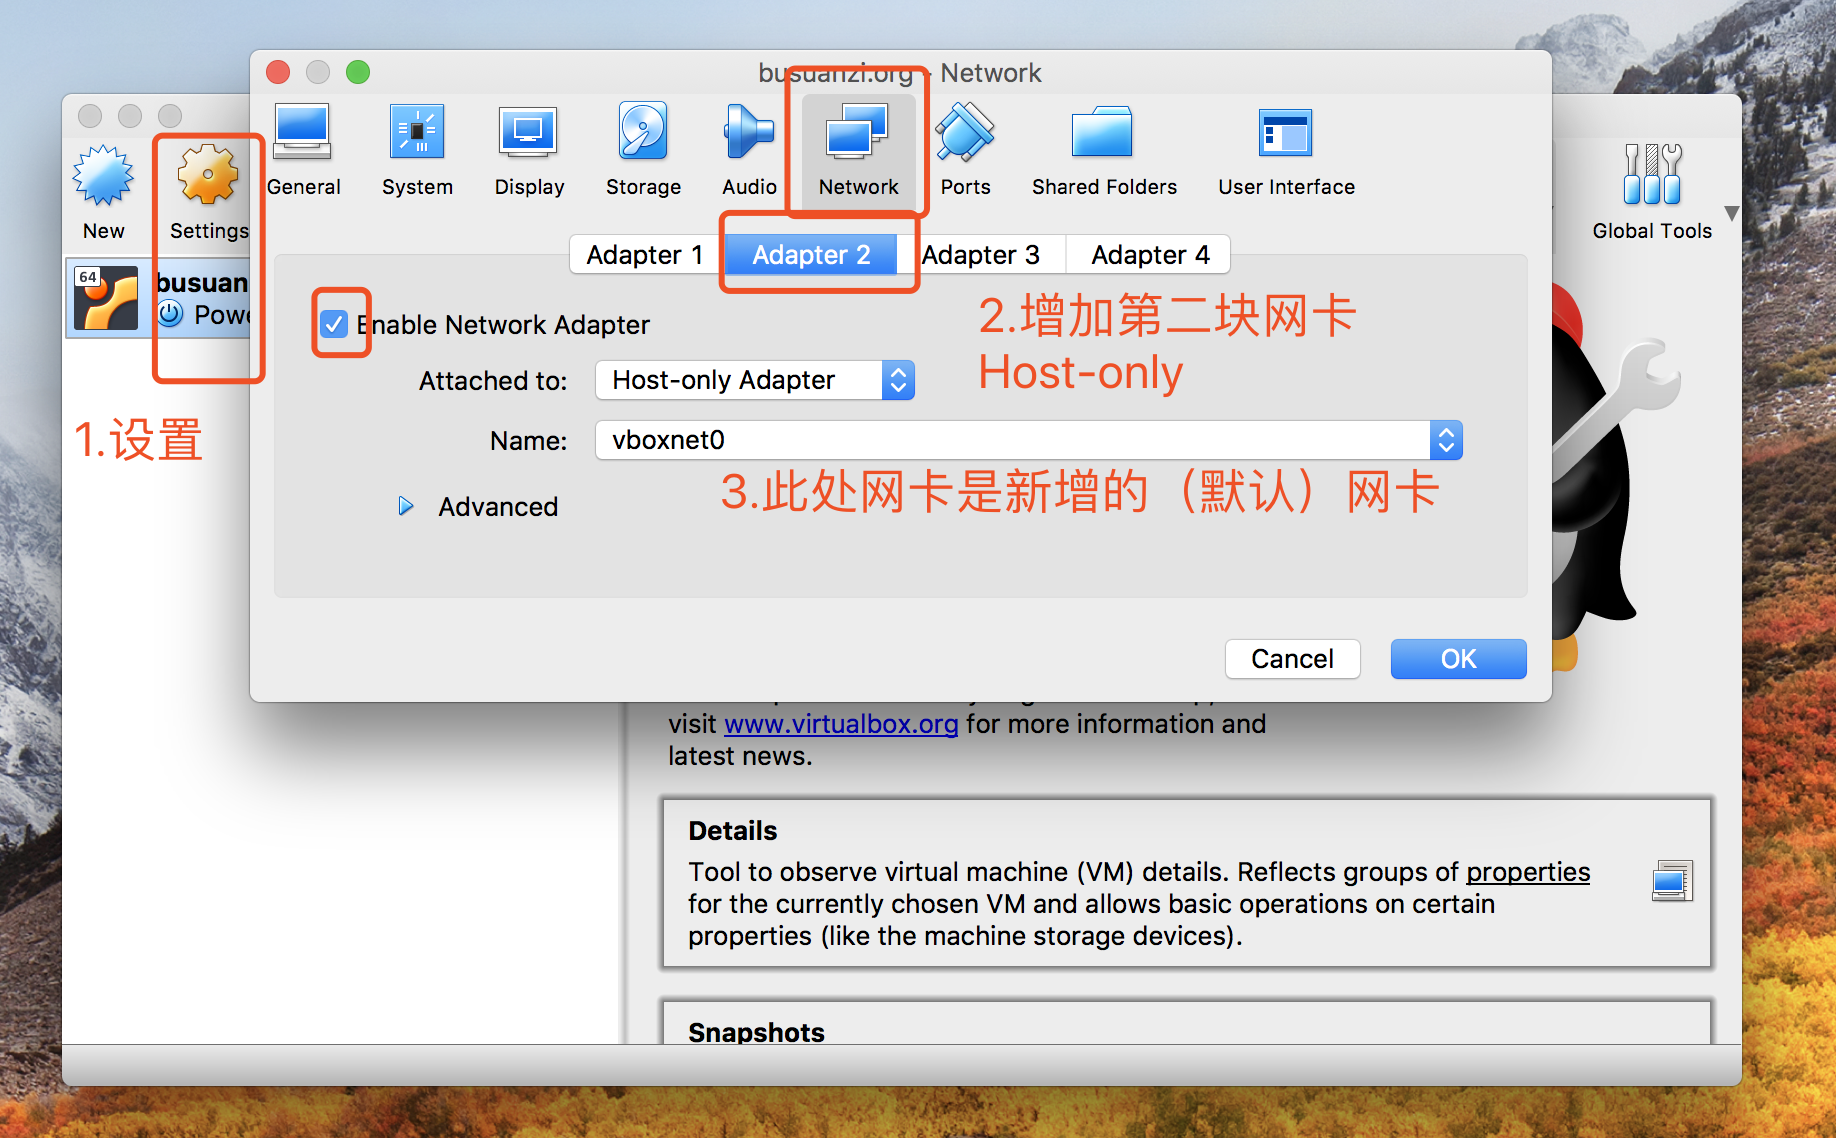 busuanzi.org - Network
General
System
Display
Storage
Audio
Network
Ports
Shared Folders
User Interface
New
Settings
Global Tools
Adapter 1
Adapter 2
Adapter 3
Adapter 4
64
busuan
Powe
Enable Network Adapter
2.增加第二块网卡
Host-only
Attached to:
Host-only Adapter
1.设置
Name:
vboxnet0
3.此处网卡是新增的（默认）网卡
Advanced
Cancel
OK
visit www.virtualbox.org for more information and
latest news.
Details
Tool to observe virtual machine (VM) details. Reflects groups of properties
for the currently chosen VM and allows basic operations on certain
properties (like the machine storage devices).
Snapshots